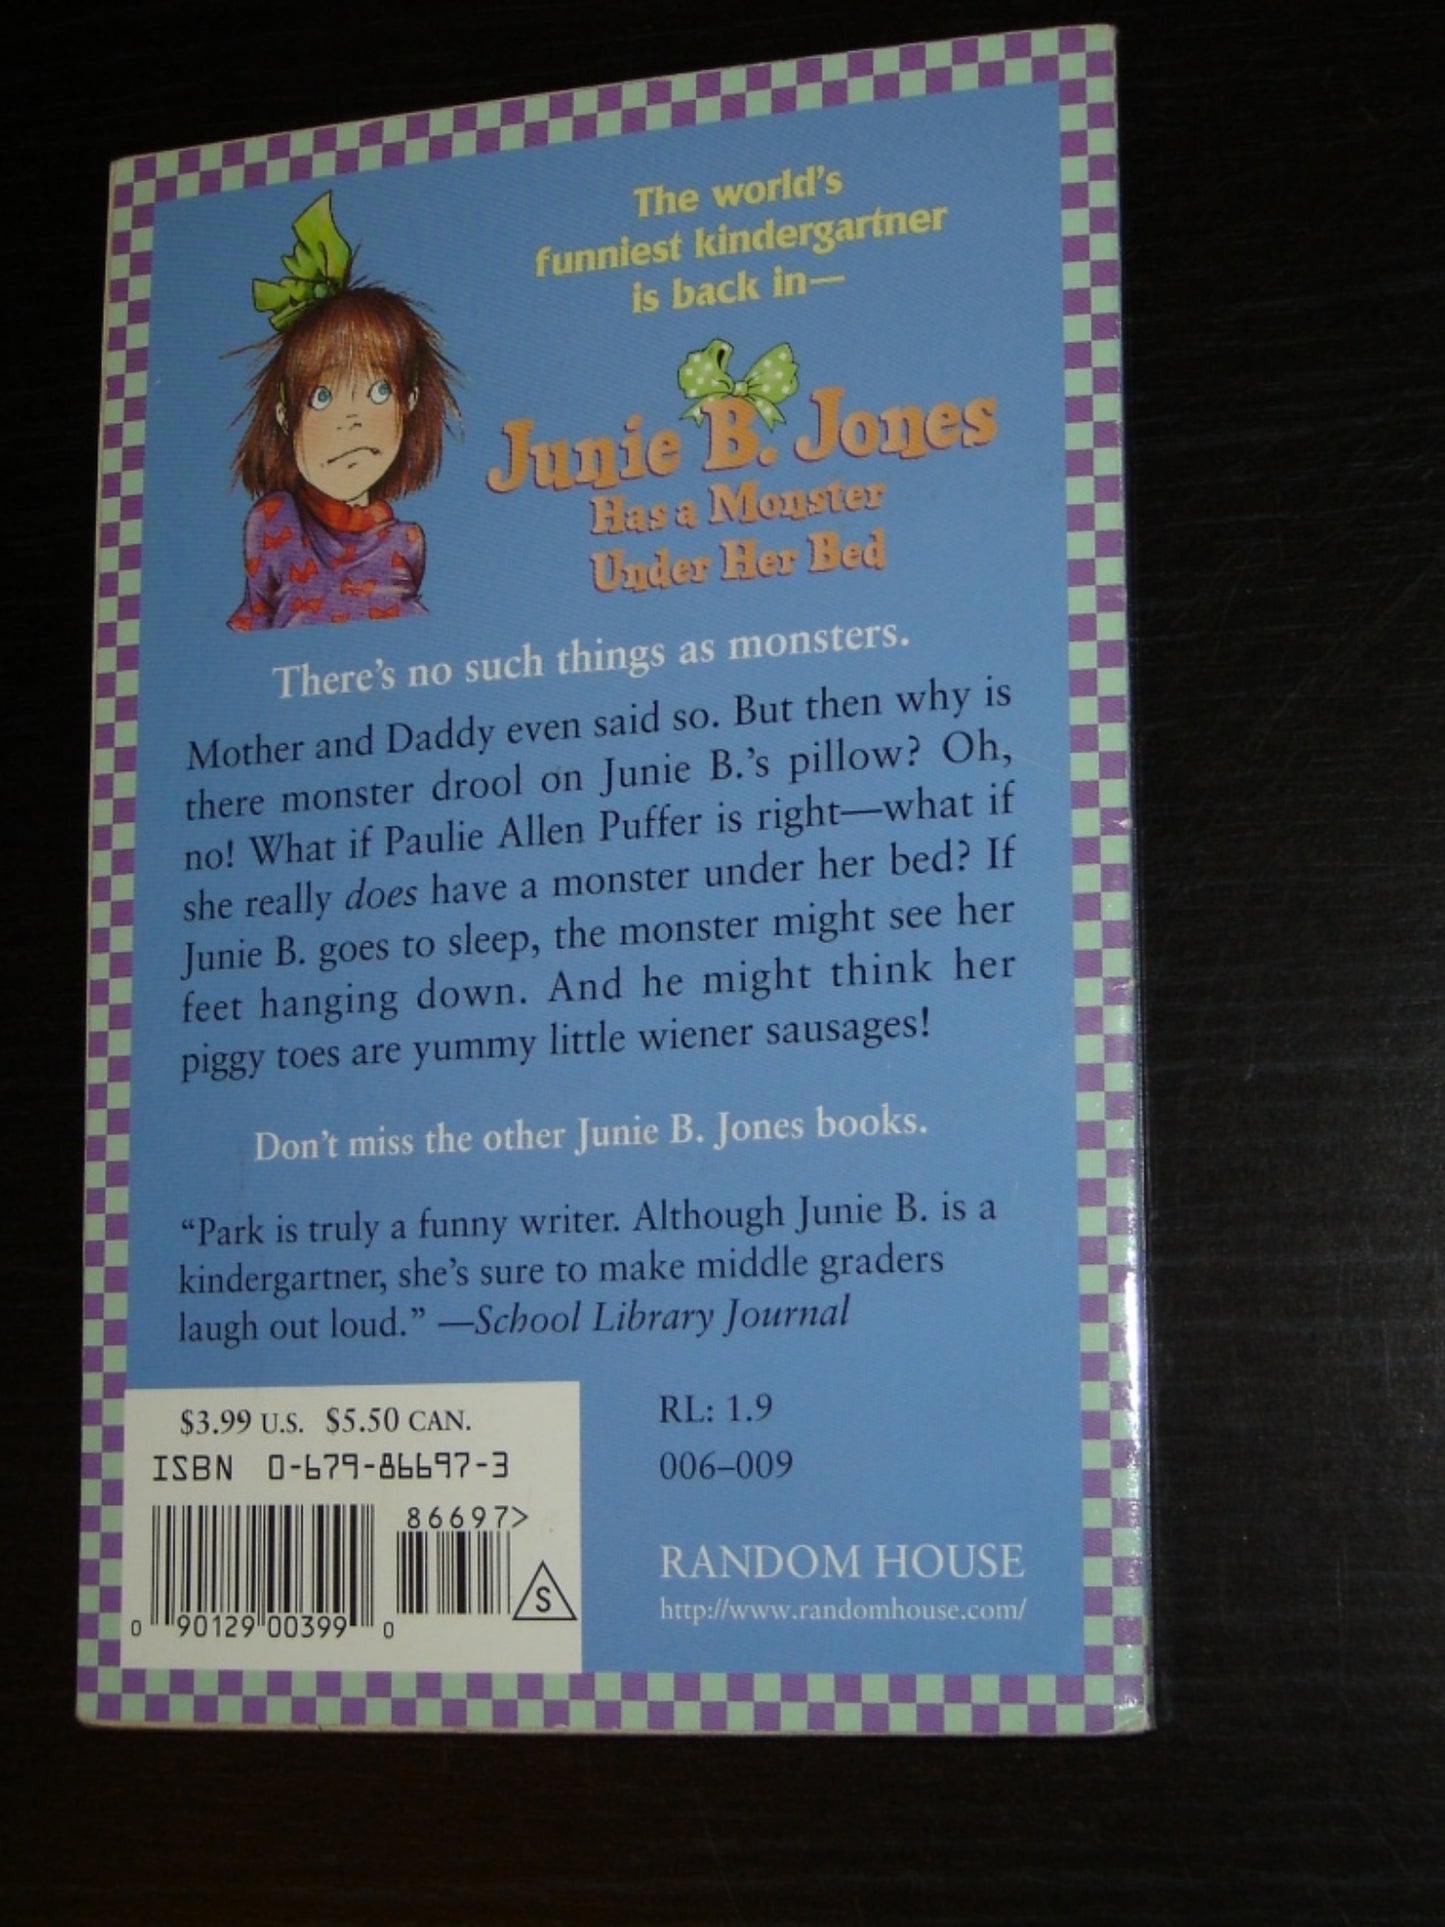 The world's
funniest kindergartner
is back in—
Junie B. Jones
Has a Monster
Under Her Bed
There's no such things as monsters.
Mother and Daddy even said so. But then why is
there monster drool on Junie B.'s pillow? Oh,
no! What if Paulie Allen Puffer is right—what if
she really does have a monster under her bed? If
Junie B. goes to sleep, the monster might see her
feet hanging down. And he might think her
piggy toes are yummy little wiener sausages!
Don't miss the other Junie B. Jones books.
“Park is truly a funny writer. Although Junie B. is a
kindergartner, she's sure to make middle graders
laugh out loud.” —School Library Journal
$3.99 U.S. $5.50 CAN.
ISBN 0-679-86697-3
86697>
S
0 90129 00399 0
RL: 1.9
006–009
RANDOM HOUSE
http://www.randomhouse.com/